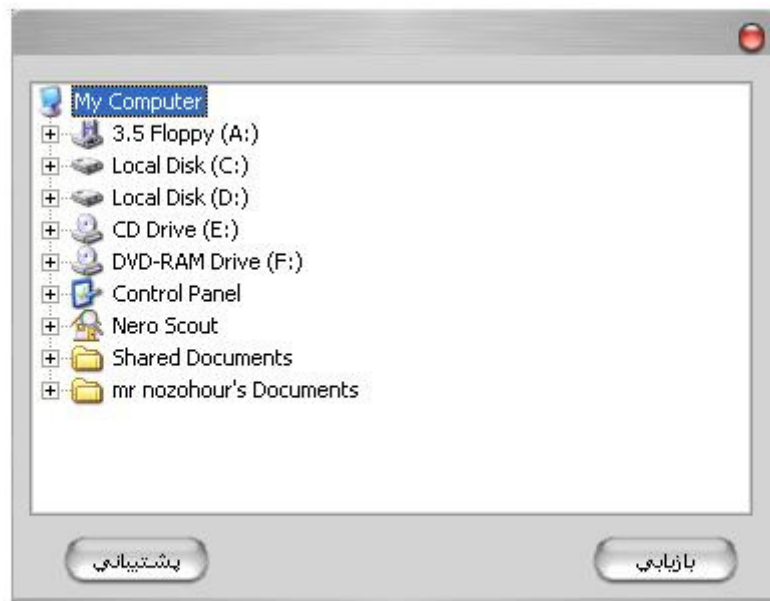 My Computer
3.5 Floppy (A:)
Local Disk (C:)
Local Disk (D:)
CD Drive (E:)
DVD-RAM Drive (F:)
Control Panel
Nero Scout
Shared Documents
mr nozohour's Documents
بازيابي
پشتيباني